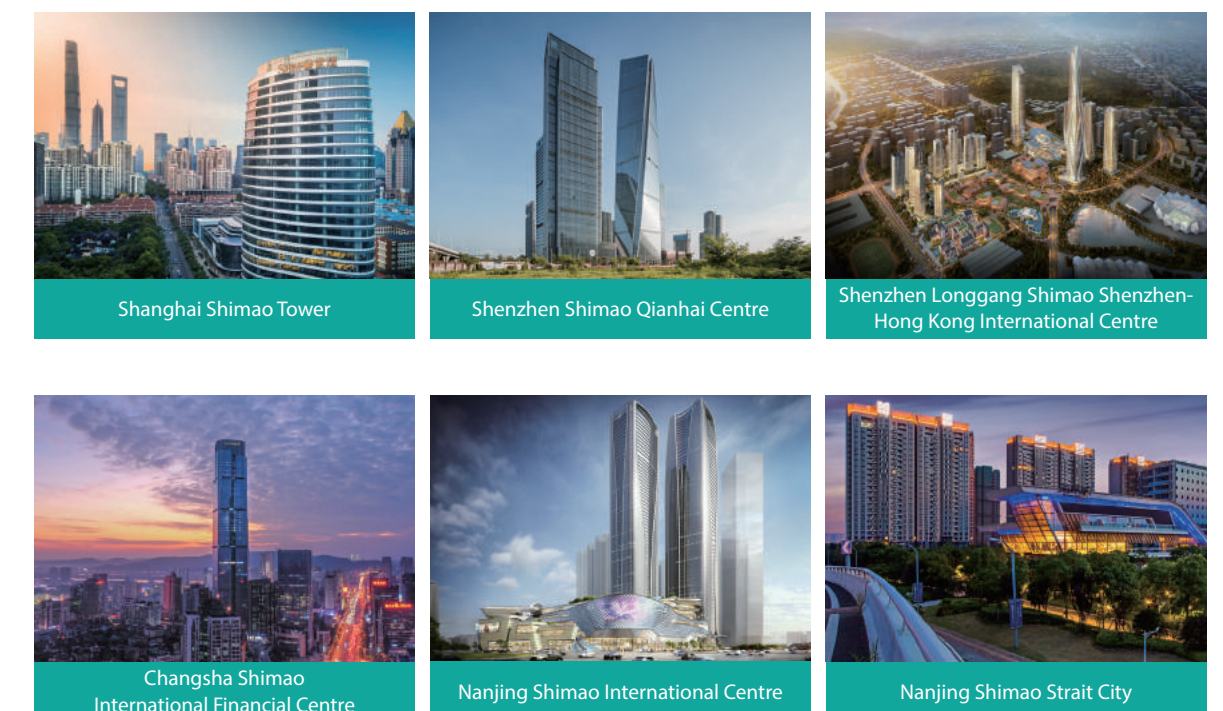 Shanghai Shimao Tower
Shenzhen Shimao Qianhai Centre
Shenzhen Longgang Shimao Shenzhen-
Hong Kong International Centre
Changsha Shimao
International Financial Centre
Nanjing Shimao International Centre
Nanjing Shimao Strait City